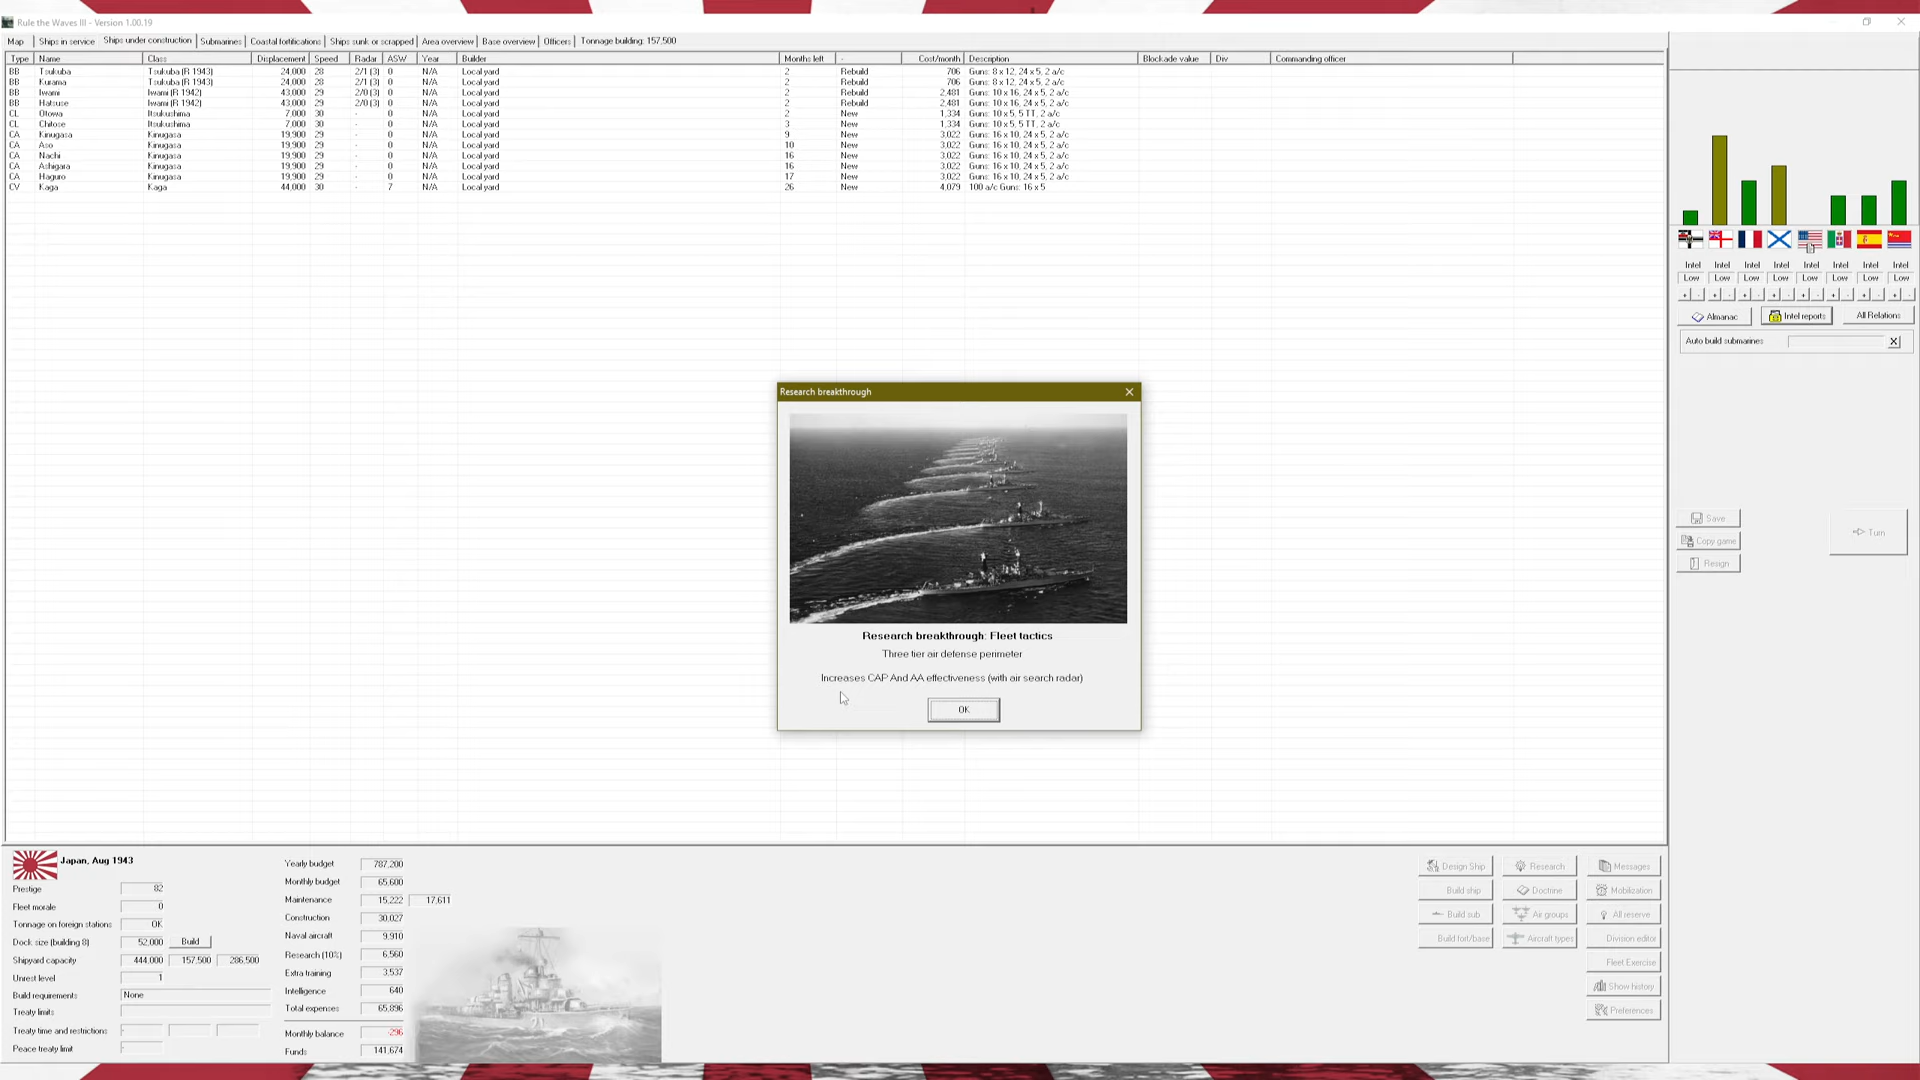 Rule the Waves III - Version 1.00.19
Map Ships in service Ships under construction Submarines Coastal fortifications Ships sunk or scrapped Area overview Base overview Officers Tonnage building: 157,500
Type Name Class Displacement Speed Radar ASW Year Builder Months left - Cost/month Description Blockade value Div Commanding officer
BB Tsukuba Tsukuba (R 1943) 24,000 28 2/1 (3) 0 N/A Local yard 2 Rebuild 706 Guns: 8 x 12, 24 x 5, 2 a/c
BB Kurama Tsukuba (R 1943) 24,000 28 2/1 (3) 0 N/A Local yard 2 Rebuild 706 Guns: 8 x 12, 24 x 5, 2 a/c
BB Iwami Iwami (R 1942) 43,000 29 2/0 (3) 0 N/A Local yard 2 Rebuild 2,481 Guns: 10 x 16, 24 x 5, 2 a/c
BB Hatsuse Iwami (R 1942) 43,000 29 2/0 (3) 0 N/A Local yard 2 Rebuild 2,481 Guns: 10 x 16, 24 x 5, 2 a/c
CL Otowa Itsukushima 7,000 30 - 0 N/A Local yard 2 New 1,334 Guns: 10 x 5, 5 TT, 2 a/c
CL Chitose Itsukushima 7,000 30 - 0 N/A Local yard 3 New 1,334 Guns: 10 x 5, 5 TT, 2 a/c
CA Kinugasa Kinugasa 19,900 29 - 0 N/A Local yard 9 New 3,022 Guns: 16 x 10, 24 x 5, 2 a/c
CA Aso Kinugasa 19,900 29 - 0 N/A Local yard 10 New 3,022 Guns: 16 x 10, 24 x 5, 2 a/c
CA Nachi Kinugasa 19,900 29 - 0 N/A Local yard 16 New 3,022 Guns: 16 x 10, 24 x 5, 2 a/c
CA Ashigara Kinugasa 19,900 29 - 0 N/A Local yard 16 New 3,022 Guns: 16 x 10, 24 x 5, 2 a/c
CA Haguro Kinugasa 19,900 29 - 0 N/A Local yard 17 New 3,022 Guns: 16 x 10, 24 x 5, 2 a/c
CV Kaga Kaga 44,000 30 - 7 N/A Local yard 26 New 4,079 100 a/c Guns: 16 x 5
Intel Intel Intel Intel Intel Intel Intel Intel
Low Low Low Low Low Low Low Low
+ - + - + - + - + - + - + - + -
Almanac Intel reports All Relations
Auto build submarines X
Research breakthrough
Research breakthrough: Fleet tactics
Three tier air defense perimeter
Increases CAP And AA effectiveness (with air search radar)
OK
Save
Turn
Copy game
Resign
Japan, Aug 1943
Prestige 82
Fleet morale 0
Tonnage on foreign stations OK
Dock size (building 8) 52,000 Build
Shipyard capacity 444,000 157,500 286,500
Unrest level 1
Build requirements None
Treaty limits
Treaty time and restrictions - 
Peace treaty limit -
Yearly budget 787,200
Monthly budget 65,600
Maintenance 15,222 17,611
Construction 30,027
Naval aircraft 9,910
Research (10%) 6,560
Extra training 3,537
Intelligence 640
Total expenses 65,896
Monthly balance -296
Funds 141,674
Design Ship Research Messages
Build ship Doctrine Mobilization
Build sub Air groups All reserve
Build fort/base Aircraft types Division editor
Fleet Exercise
Show history
Preferences